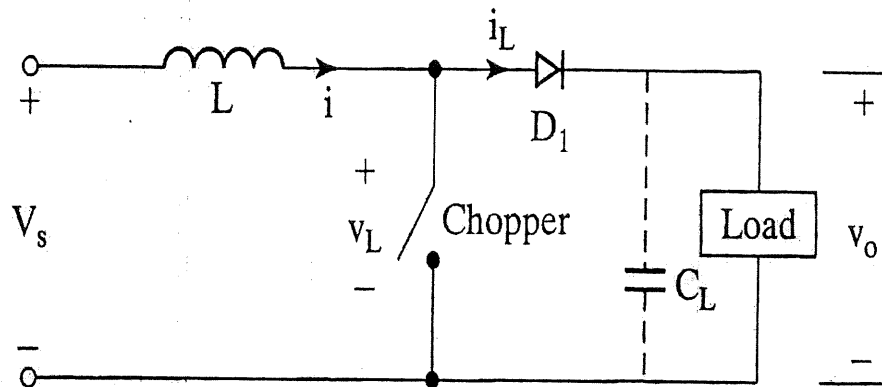 i_L
+
L
i
D_1
+
+
V_s
v_L
Chopper
Load
v_o
−
C_L
−
−